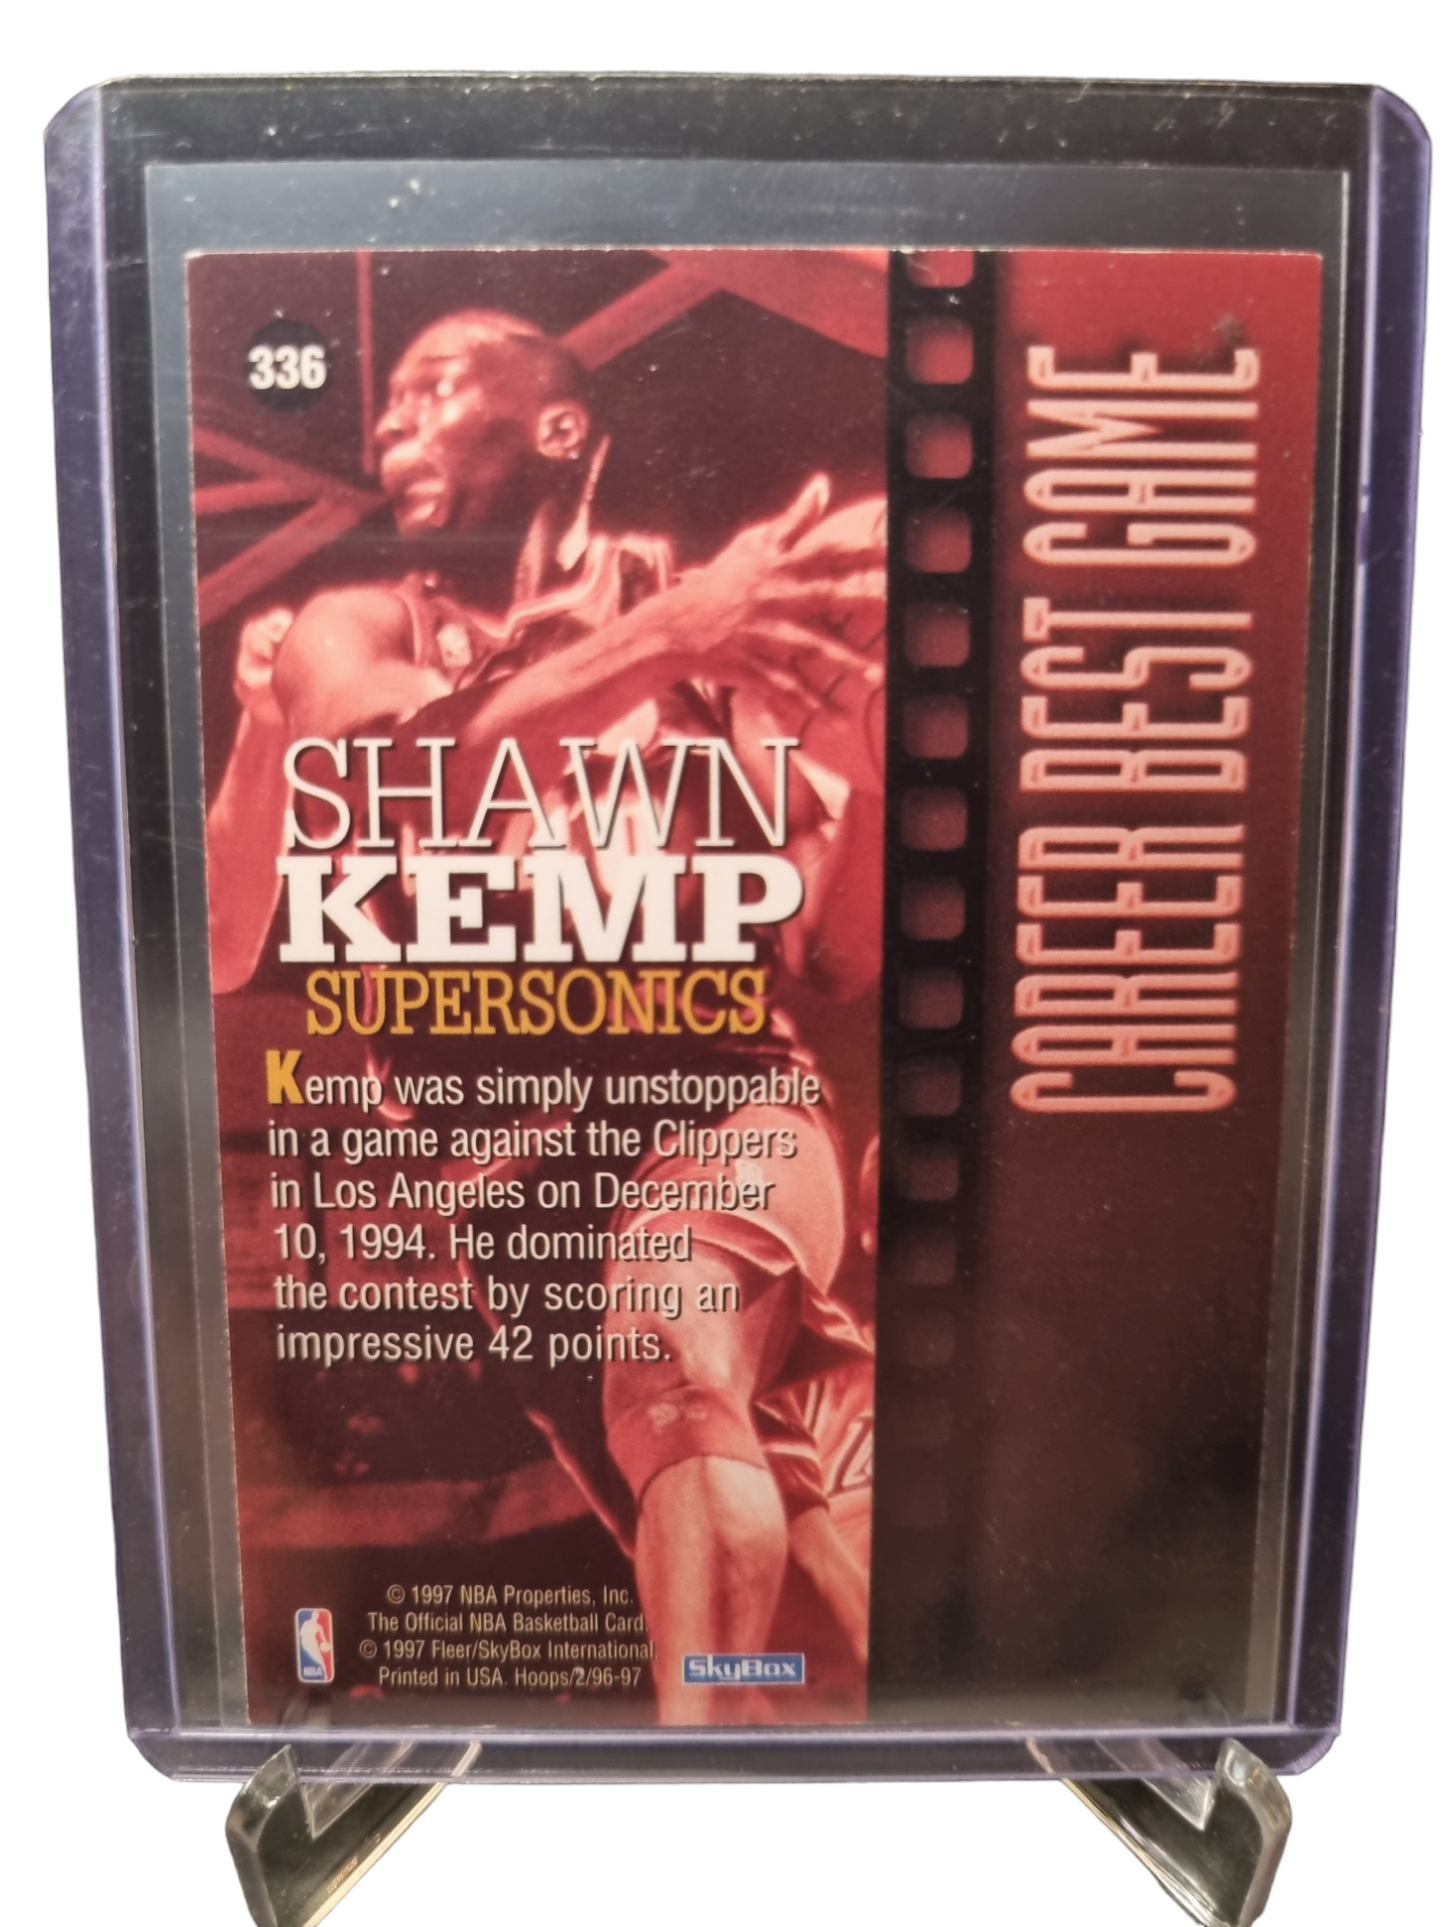 336
CAREER BEST GAME
SHAWN
KEMP
SUPERSONICS
Kemp was simply unstoppable
in a game against the Clippers
in Los Angeles on December
10, 1994. He dominated
the contest by scoring an
impressive 42 points.
© 1997 NBA Properties, Inc.
The Official NBA Basketball Card.
© 1997 Fleer/SkyBox International.
Printed in USA. Hoops/2/96-97
NBA
SkyBox